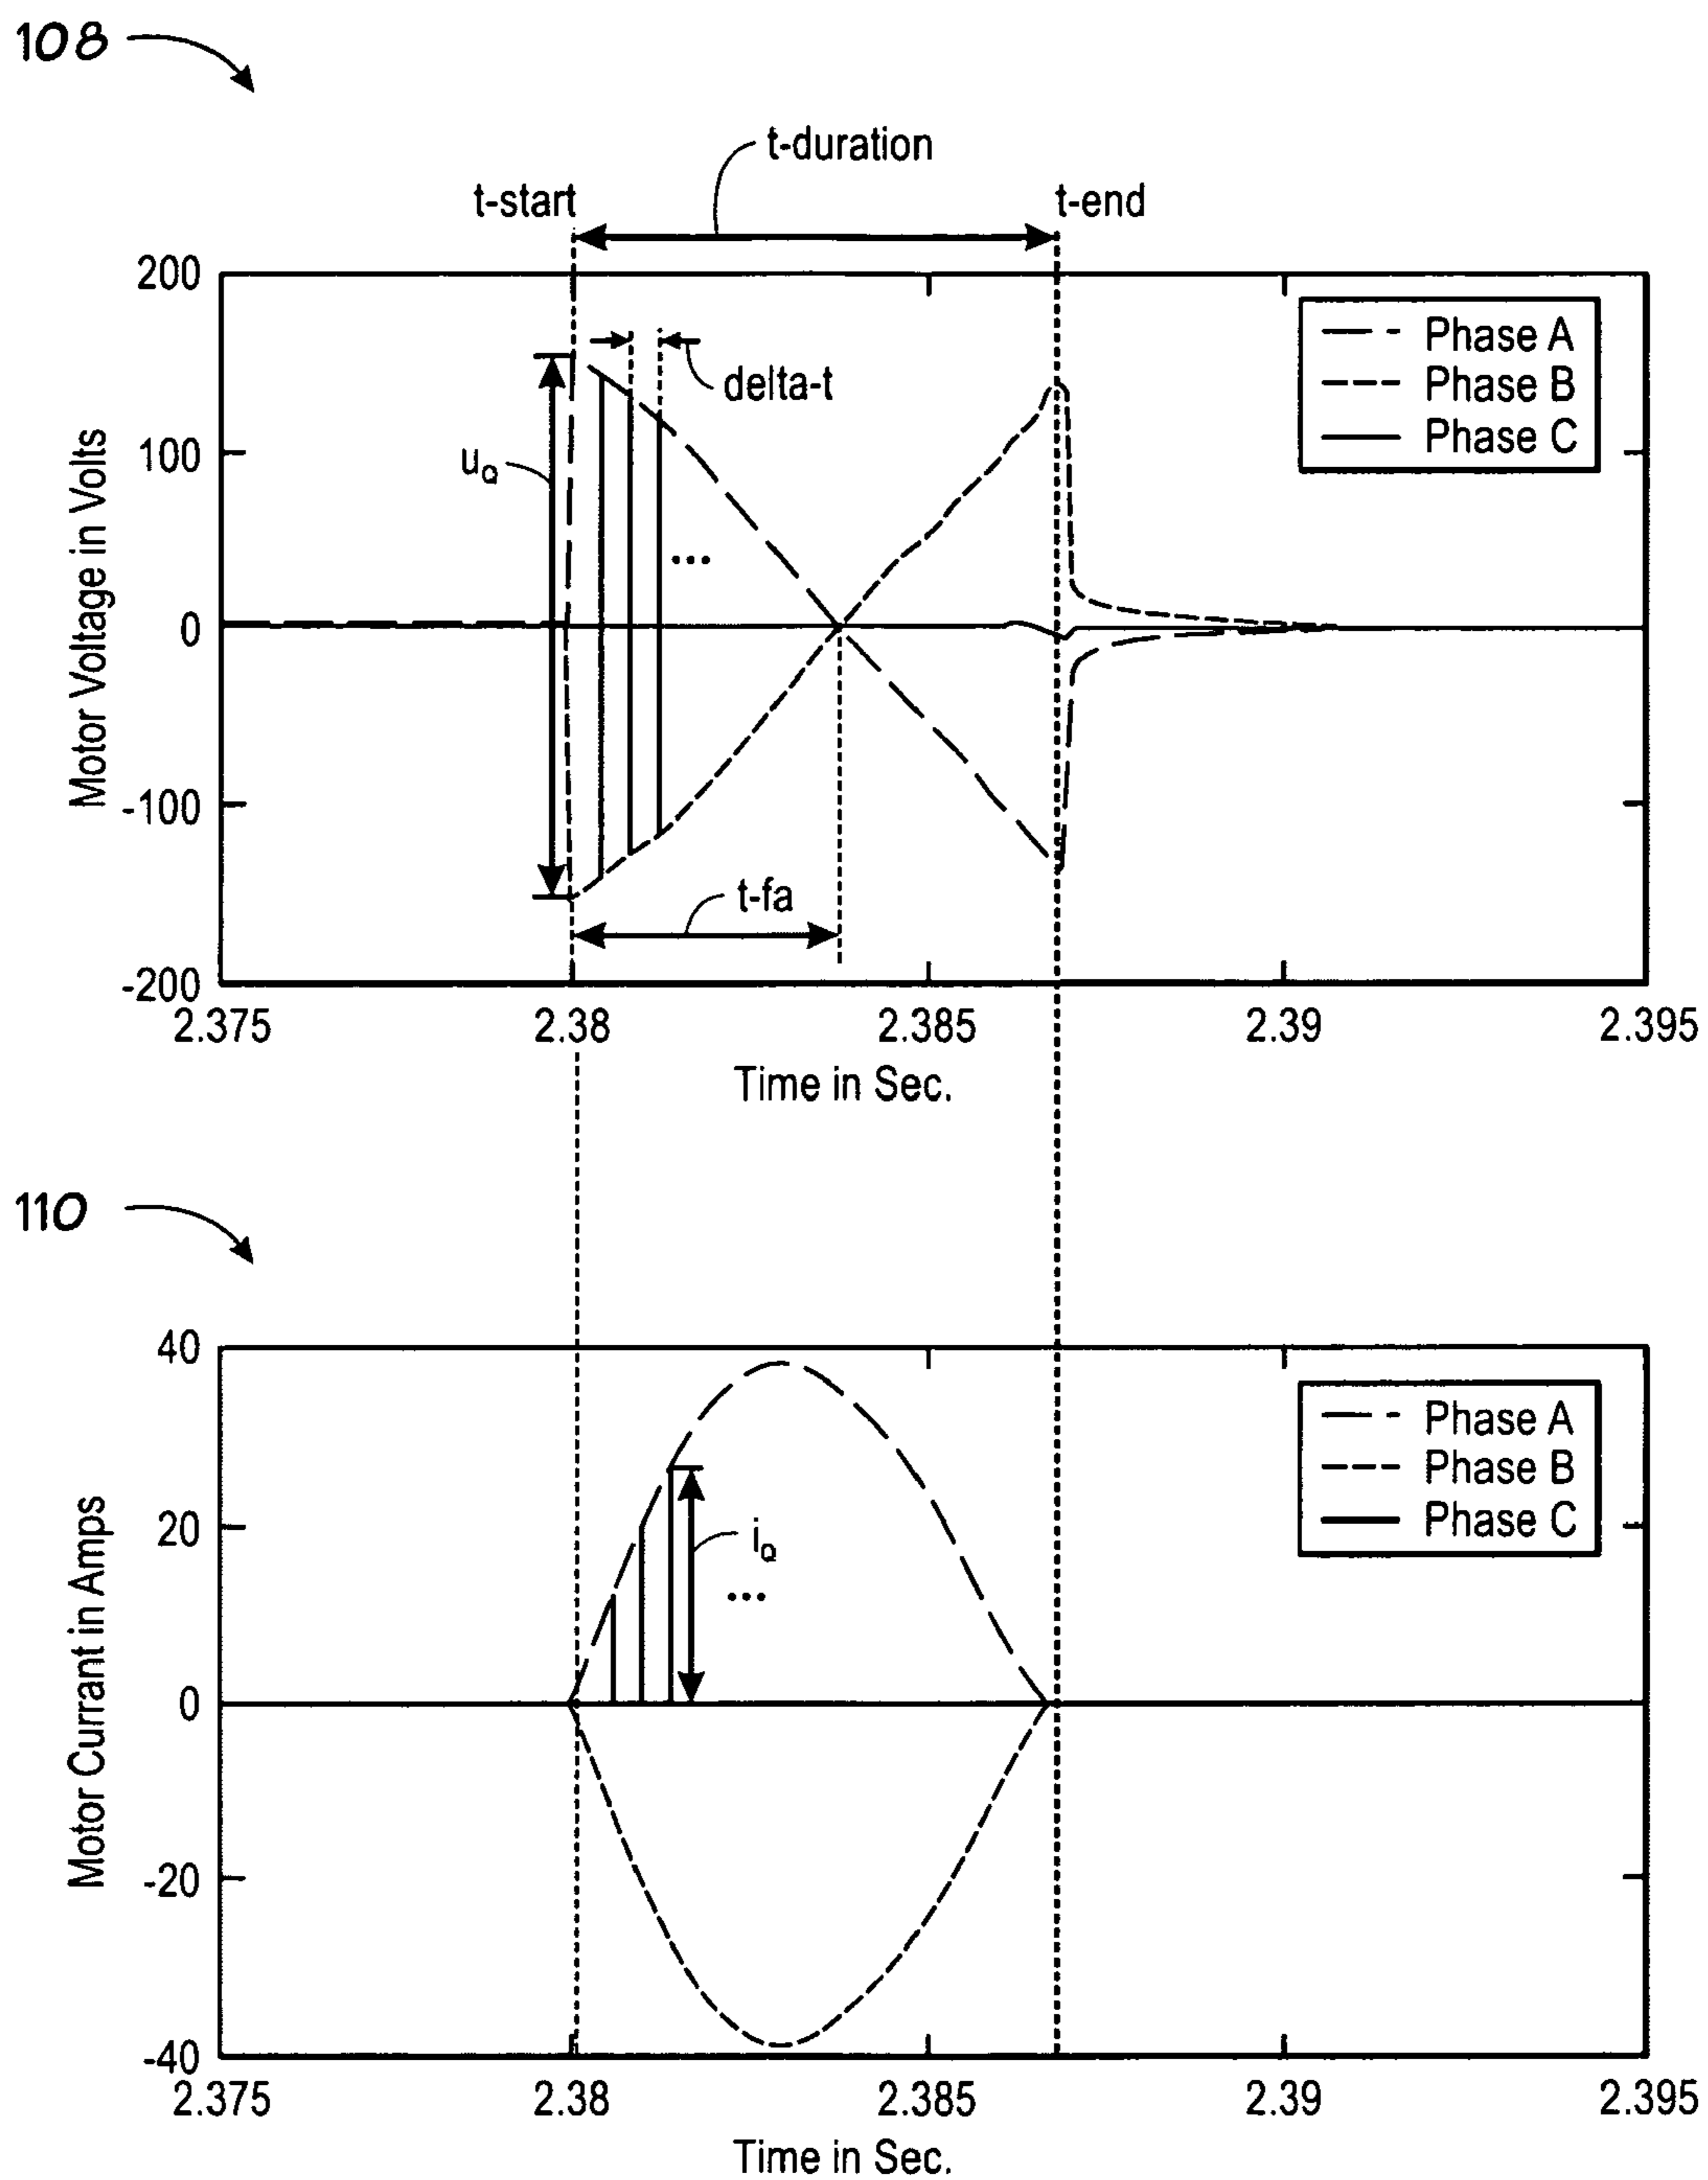 108
t-duration
t-start
t-end
200
100
0
-100
-200
Motor Voltage in Volts
Phase A
Phase B
Phase C
delta-t
uQ
...
t-fa
2.375
2.38
2.385
2.39
2.395
Time in Sec.
110
40
20
0
-20
-40
Motor Currant in Amps
Phase A
Phase B
Phase C
iQ
...
2.375
2.38
2.385
2.39
2.395
Time in Sec.